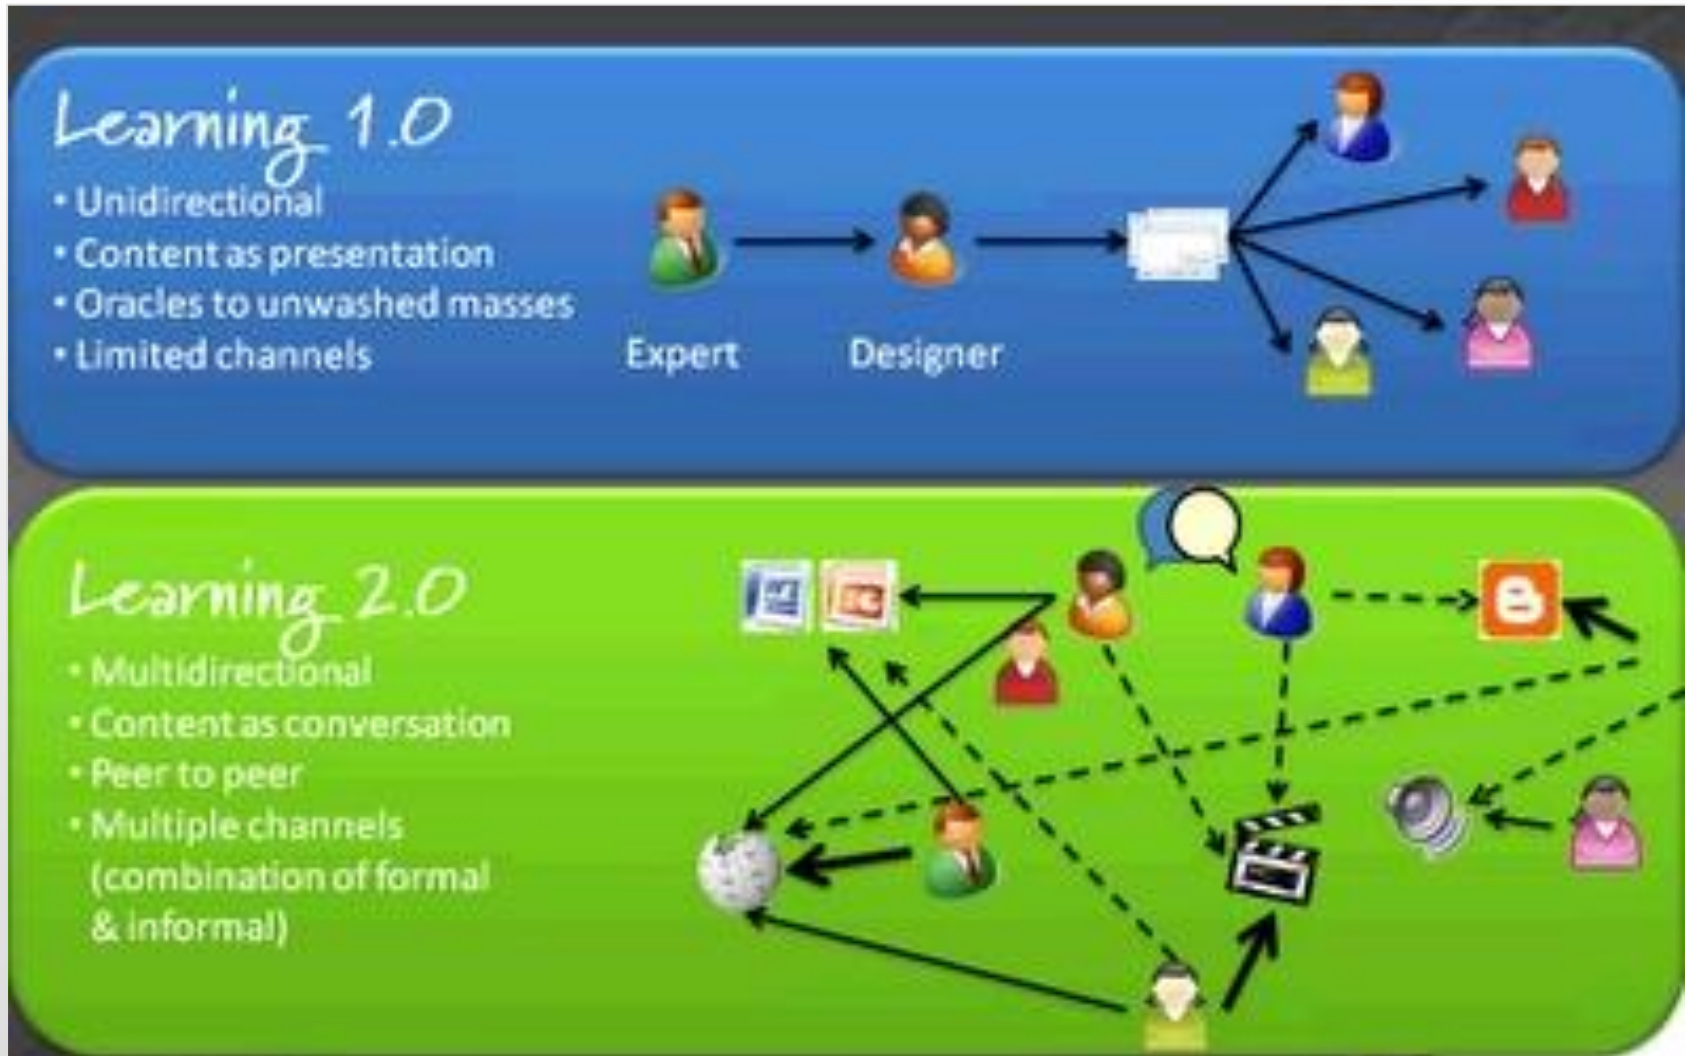 Learning 1.0
• Unidirectional
• Content as presentation
• Oracles to unwashed masses
• Limited channels
Expert
Designer
Learning 2.0
• Multidirectional
• Content as conversation
• Peer to peer
• Multiple channels
(combination of formal
& informal)